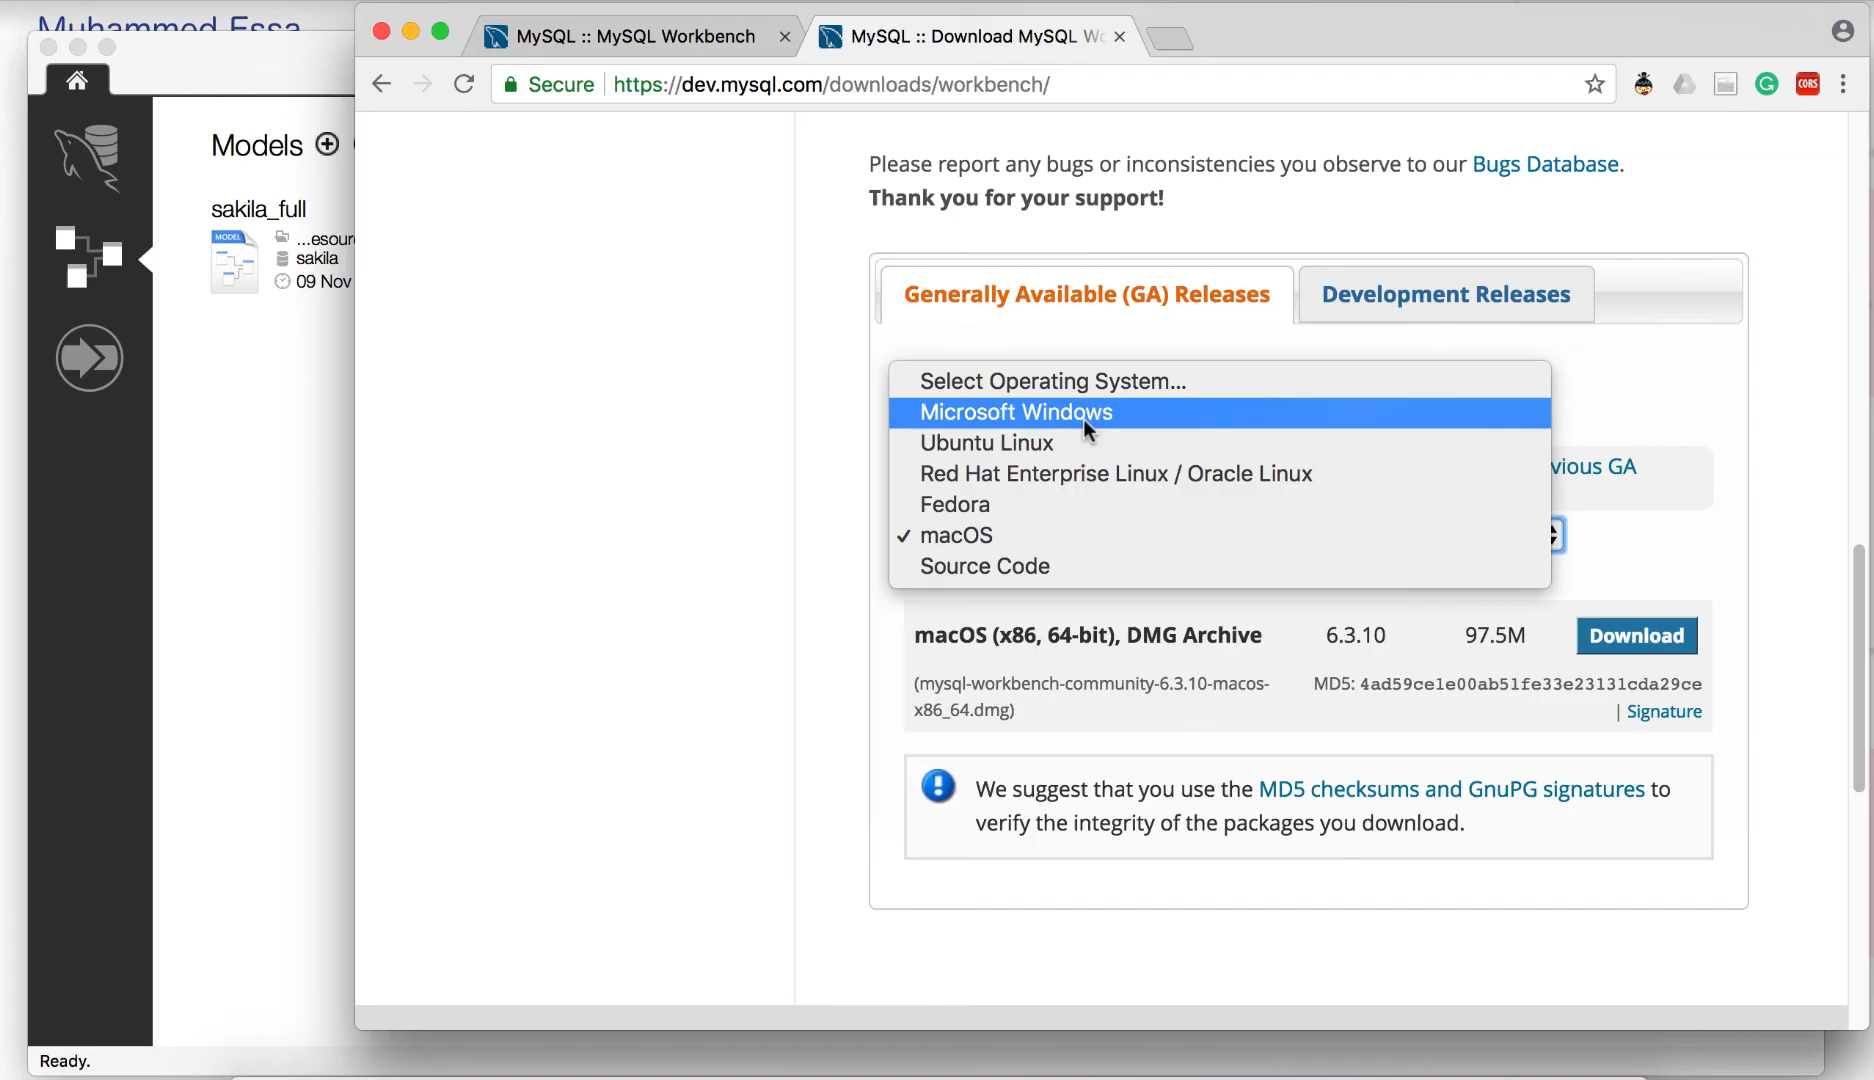 Muhammed Essa
MySQL :: MySQL Workbench
MySQL :: Download MySQL Wo
Secure
https://dev.mysql.com/downloads/workbench/
CORS
Models
sakila_full
MODEL
...esour
sakila
09 Nov
Please report any bugs or inconsistencies you observe to our Bugs Database.
Thank you for your support!
Generally Available (GA) Releases
Development Releases
Select Operating System...
Microsoft Windows
Ubuntu Linux
Red Hat Enterprise Linux / Oracle Linux
Fedora
macOS
Source Code
vious GA
macOS (x86, 64-bit), DMG Archive
6.3.10
97.5M
Download
(mysql-workbench-community-6.3.10-macos-
x86_64.dmg)
MD5: 4ad59ce1e00ab51fe33e23131cda29ce
| Signature
We suggest that you use the MD5 checksums and GnuPG signatures to
verify the integrity of the packages you download.
Ready.